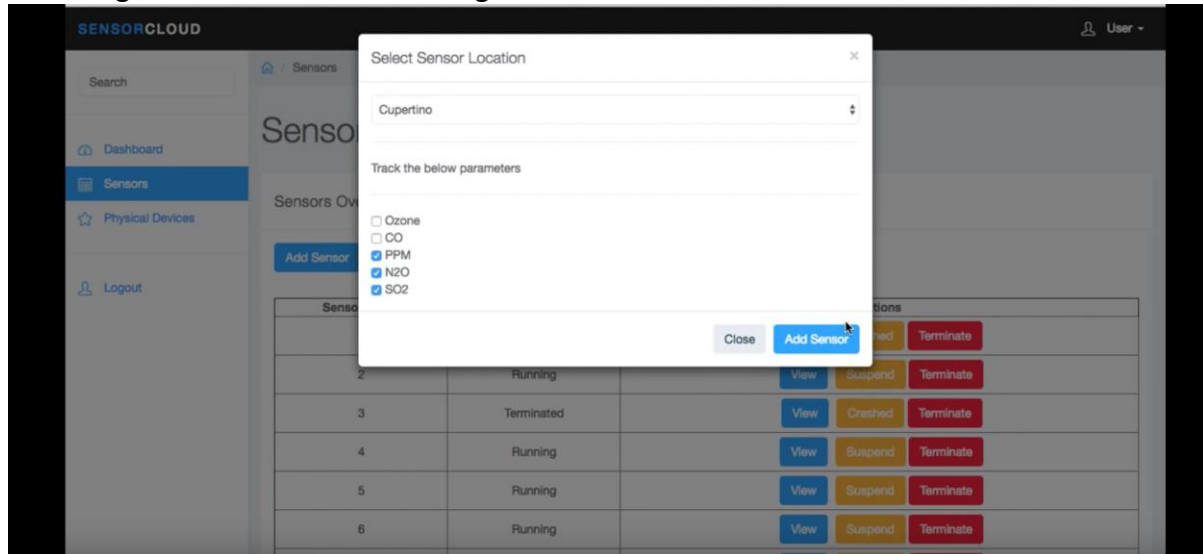 SENSORCLOUD
User
Search
Sensors
Select Sensor Location
×
Cupertino
Senso
Dashboard
Track the below parameters
Sensors
Sensors Ov
Physical Devices
Ozone
CO
PPM
Add Sensor
N2O
SO2
Logout
Senso tions
Close Add Sensor hed Terminate
2 Running View Suspend Terminate
3 Terminated View Crashed Terminate
4 Running View Suspend Terminate
5 Running View Suspend Terminate
6 Running View Suspend Terminate